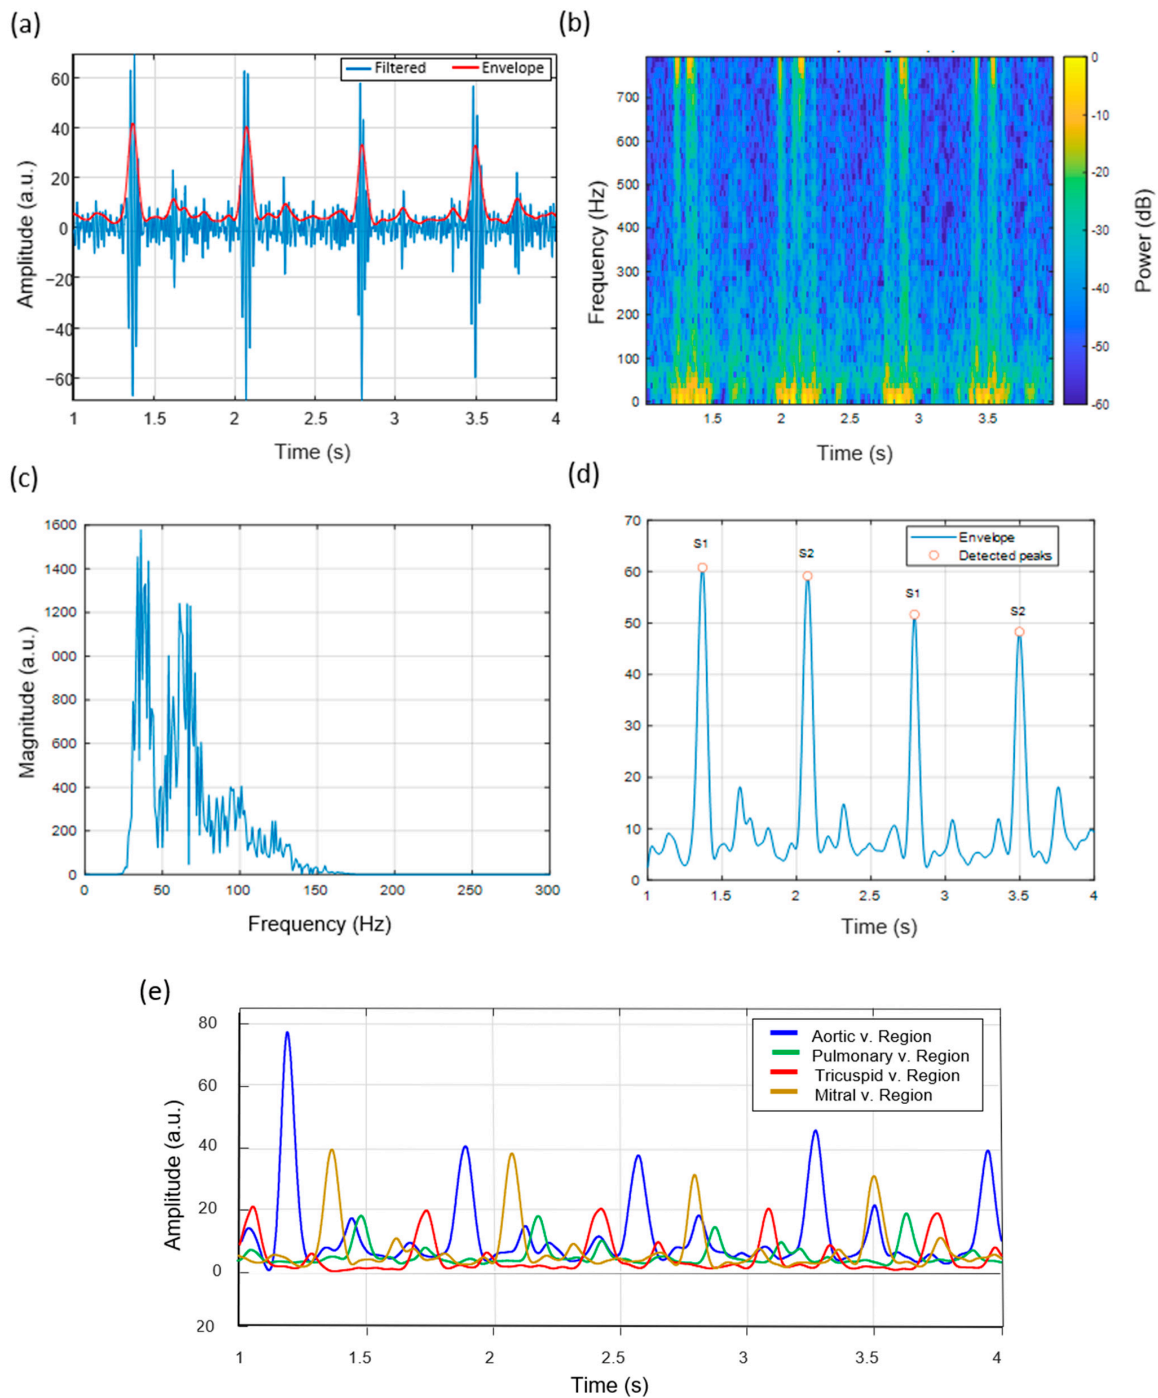 (a)
Filtered Envelope
60
40
20
0
−20
−40
−60
Amplitude (a.u.)
1 1.5 2 2.5 3 3.5 4
Time (s)
(b)
700
600
500
400
300
200
100
0
Frequency (Hz)
1.5 2 2.5 3 3.5
Time (s)
0
-10
-20
-30
-40
-50
-60
Power (dB)
(c)
1600
1400
1200
000
800
600
400
200
0
Magnitude (a.u.)
0 50 100 150 200 250 300
Frequency (Hz)
(d)
70
60
50
40
30
20
10
0
S1
S2
S1
S2
Envelope
Detected peaks
1 1.5 2 2.5 3 3.5 4
Time (s)
(e)
80
60
40
20
0
20
Amplitude (a.u.)
Aortic v. Region
Pulmonary v. Region
Tricuspid v. Region
Mitral v. Region
1 1.5 2 2.5 3 3.5 4
Time (s)